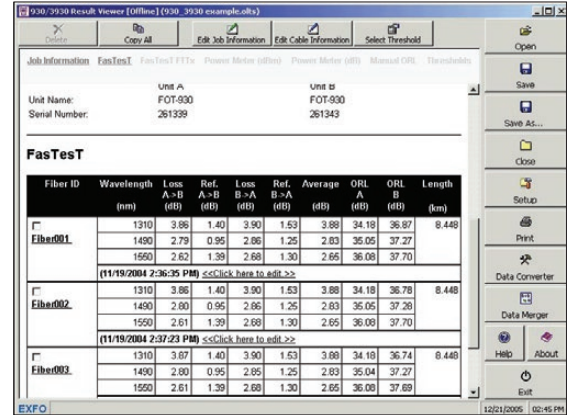 930/3930 Result Viewer [Offline] (930_3930 example.olts)
Delete Copy All Edit Job Information Edit Cable Information Select Threshold
Job Information FasTesT FasTesT FTTx Power Meter (dBm) Power Meter (dB) Manual ORL Thresholds
Unit A Unit B
Unit Name: FOT-930 FOT-930
Serial Number: 261339 261343
FasTesT
Fiber ID Wavelength (nm) Loss A->B (dB) Ref. A->B (dB) Loss B->A (dB) Ref. B->A (dB) Average (dB) ORL A (dB) ORL B (dB) Length (km)
Fiber001 1310 3.86 1.40 3.90 1.53 3.88 34.18 36.87 8.448
1490 2.79 0.95 2.86 1.25 2.83 35.05 37.27
1550 2.62 1.39 2.68 1.30 2.65 36.08 37.70
(11/19/2004 2:36:35 PM) <<Click here to edit.>>
Fiber002 1310 3.86 1.40 3.90 1.53 3.88 34.18 36.78 8.448
1490 2.80 0.95 2.86 1.25 2.83 35.05 37.28
1550 2.61 1.39 2.68 1.30 2.65 36.08 37.70
(11/19/2004 2:37:23 PM) <<Click here to edit.>>
Fiber003 1310 3.87 1.40 3.90 1.53 3.88 34.18 36.74 8.448
1490 2.80 0.95 2.85 1.25 2.83 35.04 37.27
1550 2.61 1.39 2.68 1.30 2.65 36.08 37.69
Open
Save
Save As...
Close
Setup
Print
Data Converter
Data Merger
Help About
Exit
EXFO 12/21/2005 02:45 PM